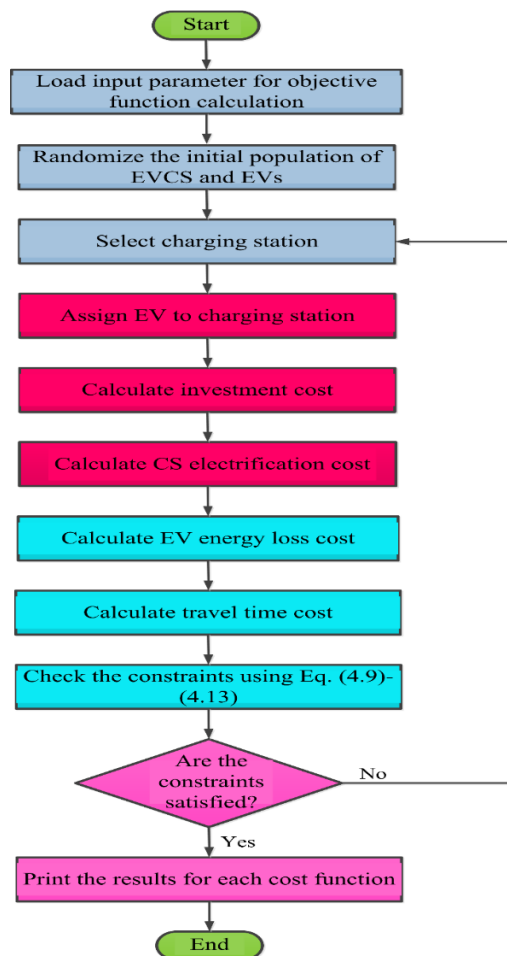 Start
Load input parameter for objective
function calculation
Randomize the initial population of
EVCS and EVs
Select charging station
Assign EV to charging station
Calculate investment cost
Calculate CS electrification cost
Calculate EV energy loss cost
Calculate travel time cost
Check the constraints using Eq. (4.9)-
(4.13)
Are the
constraints
satisfied?
No
Yes
Print the results for each cost function
End